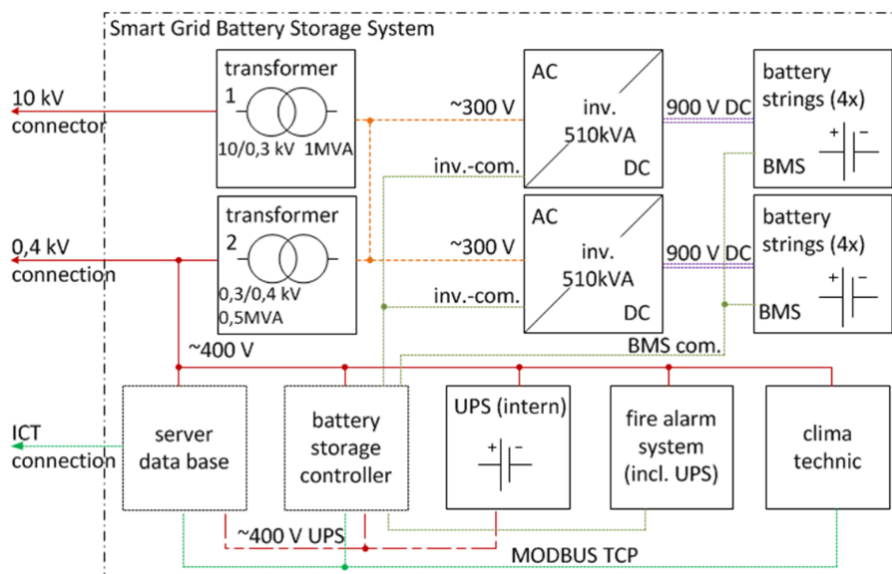 Smart Grid Battery Storage System
10 kV
connector
transformer
1
10/0,3 kV 1MVA
~300 V
inv.-com.
AC
inv.
510kVA
DC
900 V DC
battery
strings (4x)
+ −
BMS
0,4 kV
connection
transformer
2
0,3/0,4 kV
0,5MVA
~300 V
inv.-com.
AC
inv.
510kVA
DC
900 V DC
battery
strings (4x)
+ −
BMS
~400 V
BMS com.
ICT
connection
server
data base
battery
storage
controller
UPS (intern)
+ −
fire alarm
system
(incl. UPS)
clima
technic
~400 V UPS
MODBUS TCP